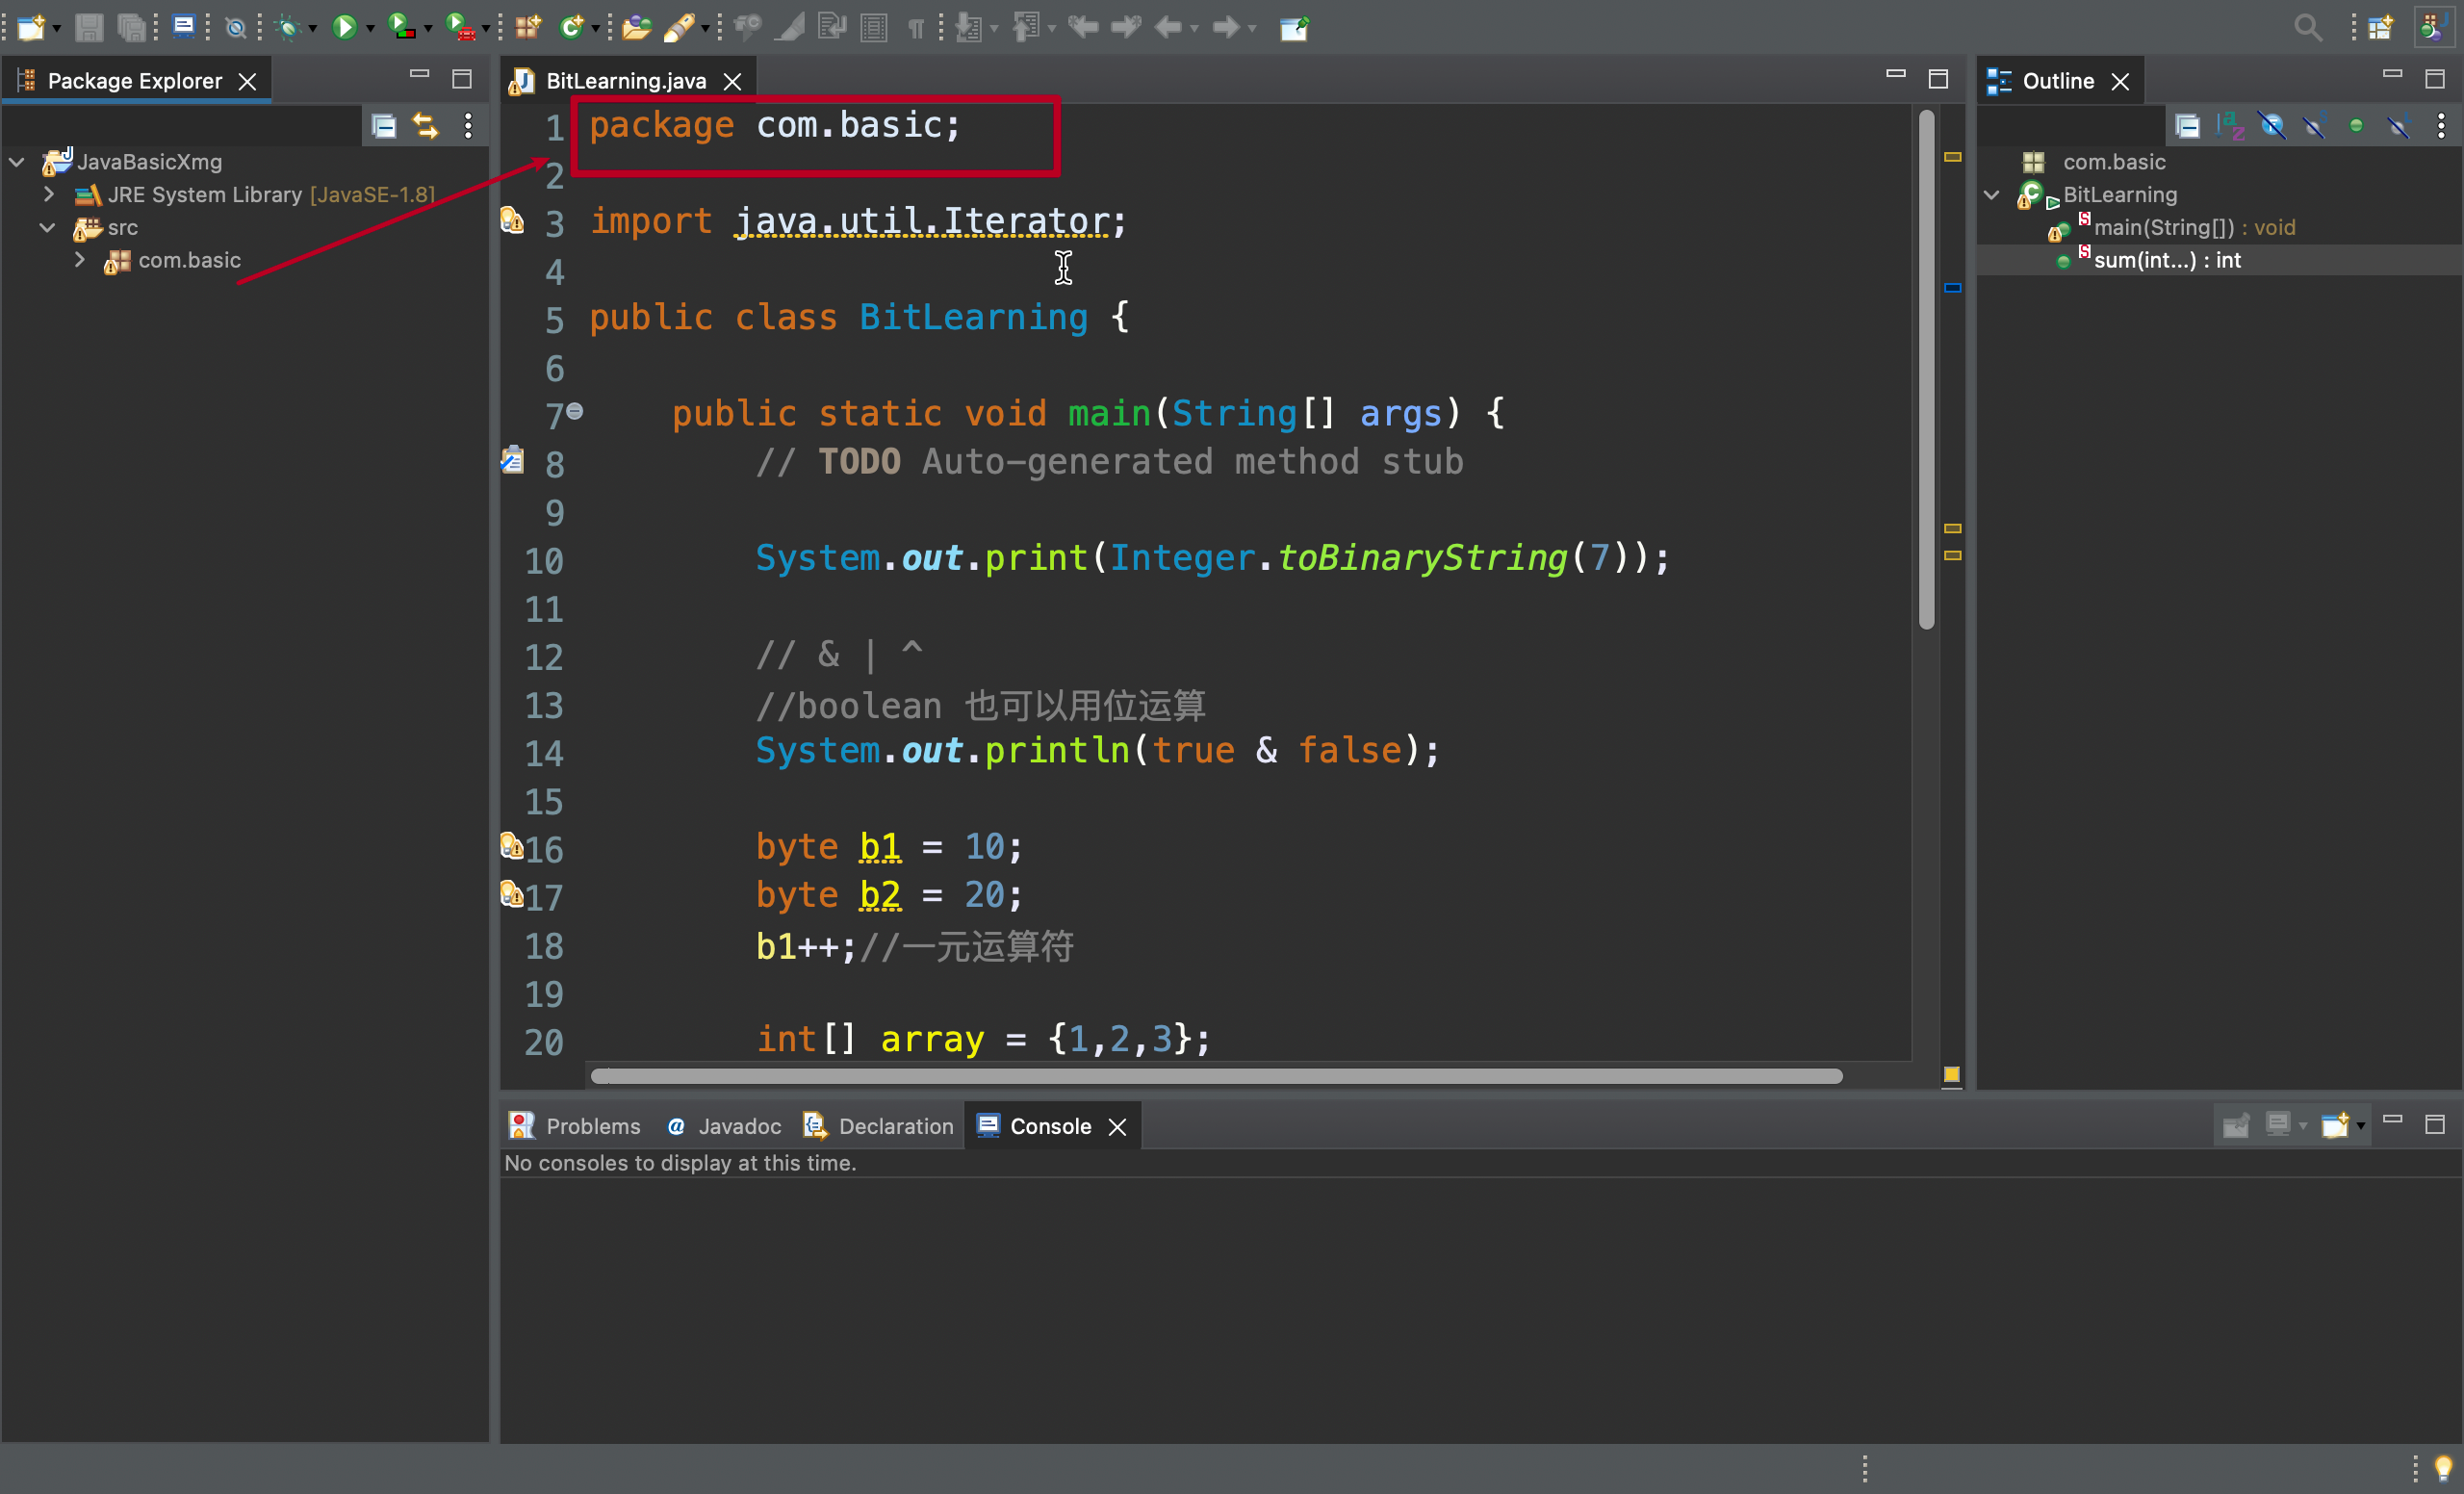 Package Explorer
JavaBasicXmg
JRE System Library [JavaSE-1.8]
src
com.basic
BitLearning.java
1 package com.basic;
2
3 import java.util.Iterator;
4
5 public class BitLearning {
6
7 public static void main(String[] args) {
8 // TODO Auto-generated method stub
9
10 System.out.print(Integer.toBinaryString(7));
11
12 // & | ^
13 //boolean 也可以用位运算
14 System.out.println(true & false);
15
16 byte b1 = 10;
17 byte b2 = 20;
18 b1++;//一元运算符
19
20 int[] array = {1,2,3};
Outline
com.basic
BitLearning
main(String[]) : void
sum(int...) : int
Problems @ Javadoc Declaration Console
No consoles to display at this time.